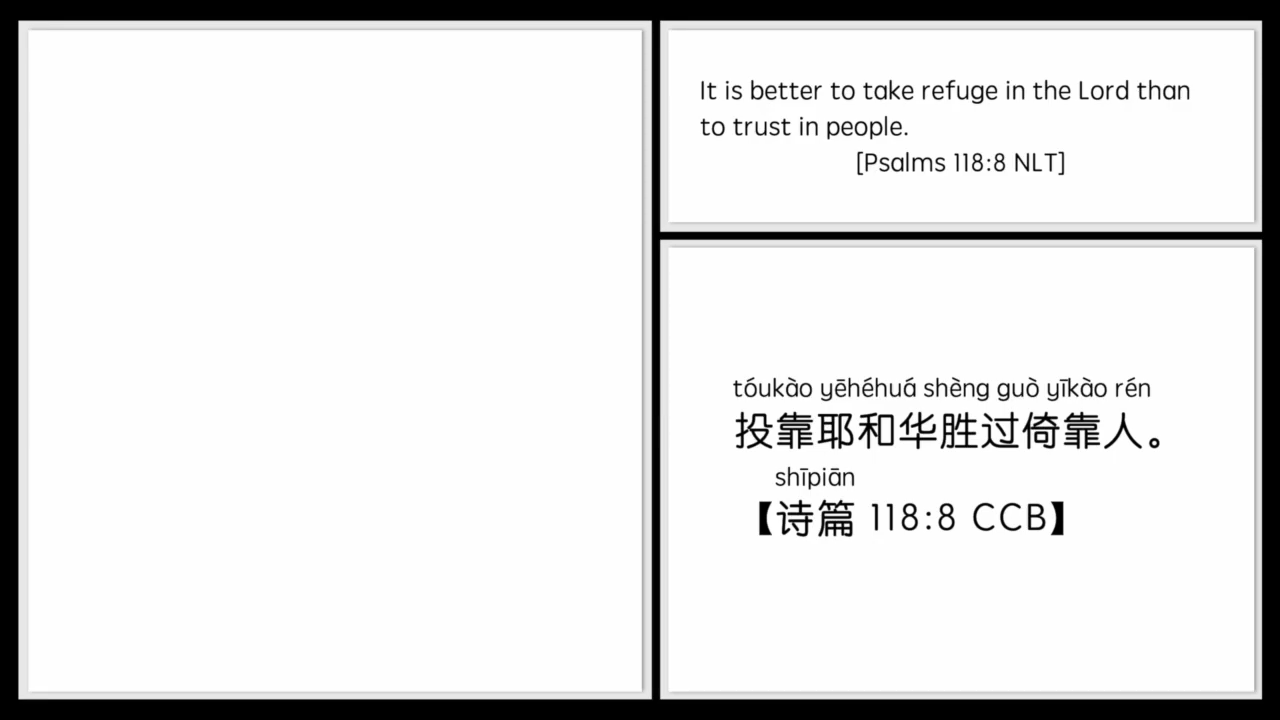 It is better to take refuge in the Lord than
to trust in people.
[Psalms 118:8 NLT]
tóukào yēhéhuá shèng guò yīkào rén
投靠耶和华胜过倚靠人。
shīpiān
【诗篇 118:8 CCB】